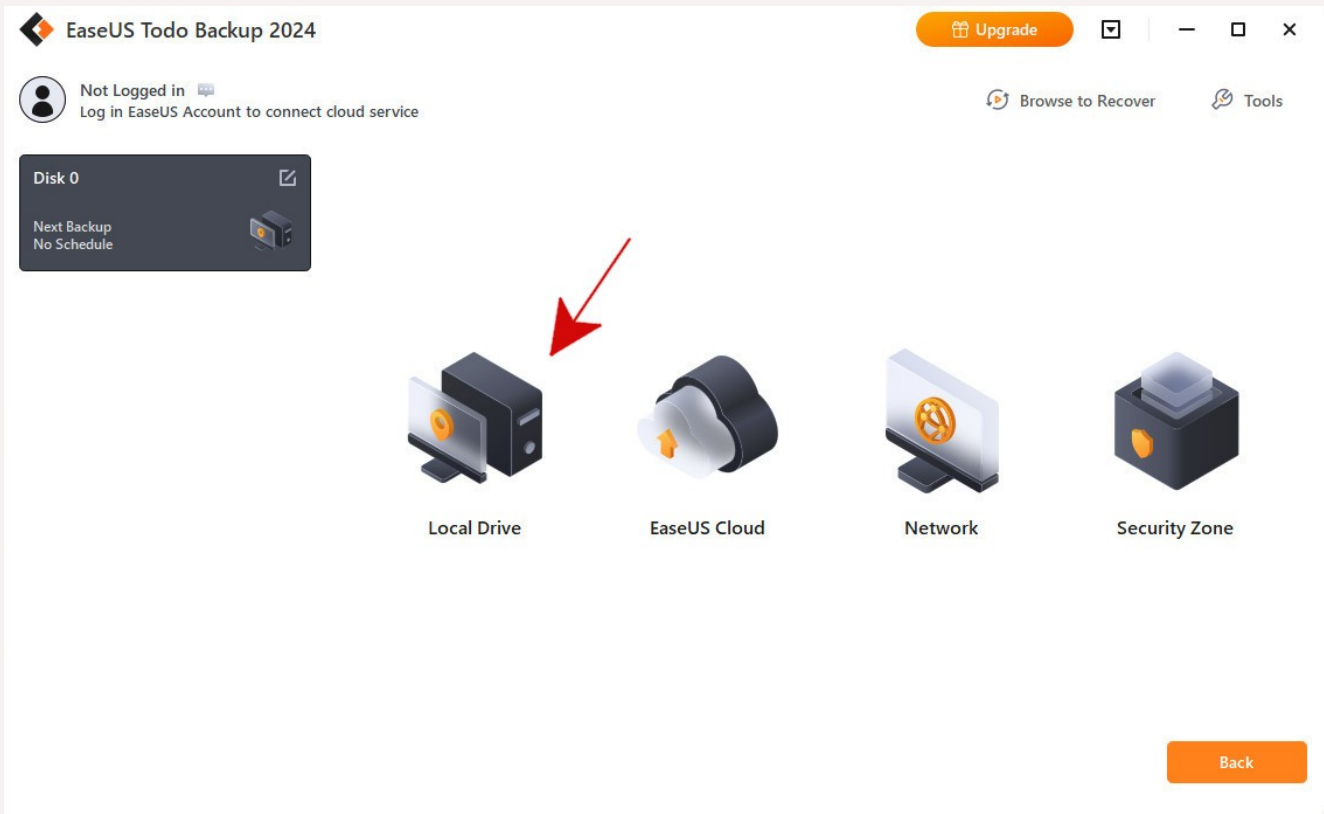 EaseUS Todo Backup 2024
Upgrade
Not Logged in
Log in EaseUS Account to connect cloud service
Browse to Recover
Tools
Disk 0
Next Backup
No Schedule
Local Drive
EaseUS Cloud
Network
Security Zone
Back